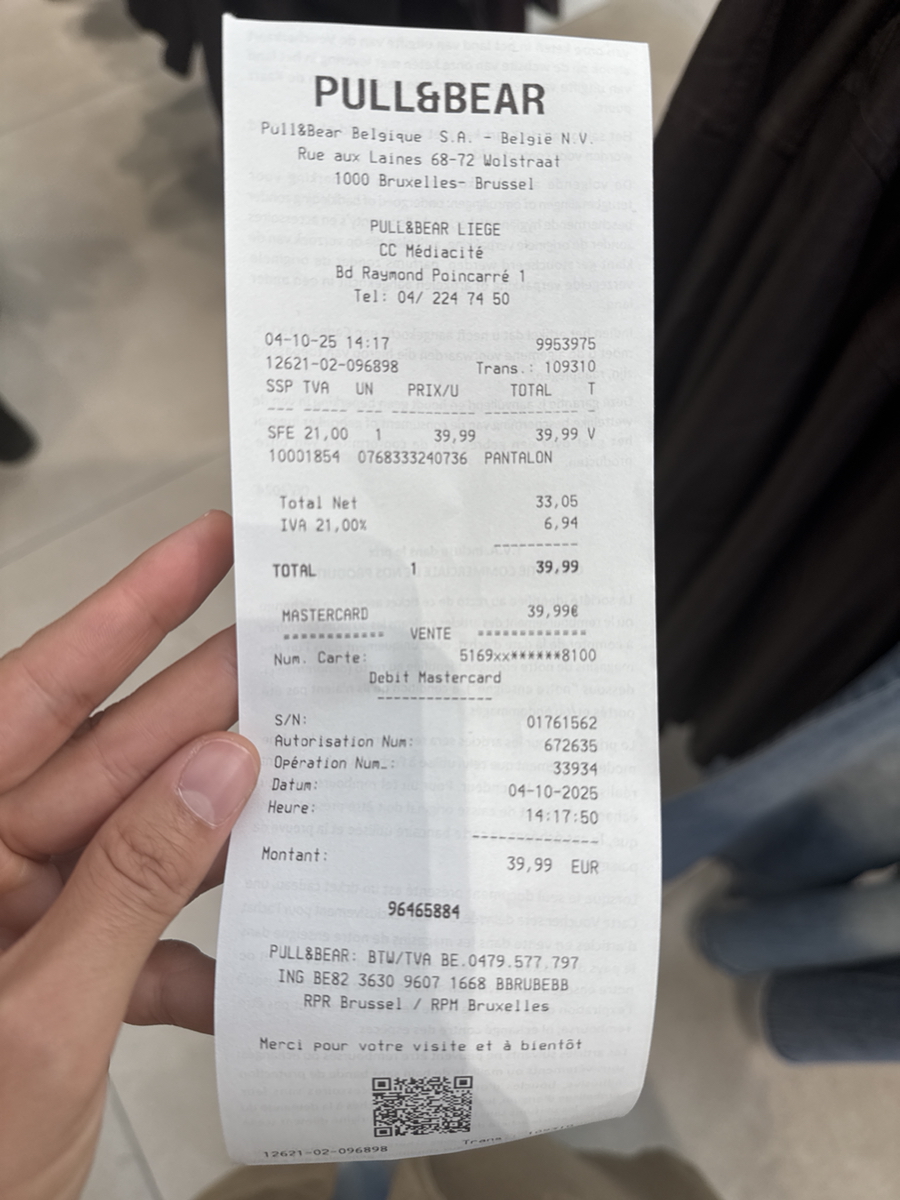 PULL&BEAR
Pull&Bear Belgique S.A. - België N.V.
Rue aux Laines 68-72 Wolstraat
1000 Bruxelles- Brussel
PULL&BEAR LIEGE
CC Médiacité
Bd Raymond Poincarré 1
Tel: 04/ 224 74 50
04-10-25 14:17 9953975
12621-02-096898 Trans.: 109310
SSP TVA UN PRIX/U TOTAL T
--- ----- --- ---------- ---------- -
SFE 21,00 1 39,99 39,99 V
10001854 0768333240736 PANTALON
Total Net 33,05
IVA 21,00% 6,94
----------
TOTAL 1 39,99
MASTERCARD 39,99€
============ VENTE =============
Num. Carte: 5169xx******8100
Debit Mastercard
--------------
S/N: 01761562
Autorisation Num: 672635
Opération Num_: 33934
Datum: 04-10-2025
Heure: 14:17:50
---------------
Montant: 39,99 EUR
96465884
PULL&BEAR: BTW/TVA BE.0479.577.797
ING BE82 3630 9607 1668 BBRUBEBB
RPR Brussel / RPM Bruxelles
Merci pour votre visite et à bientôt
12621-02-096898 Trans